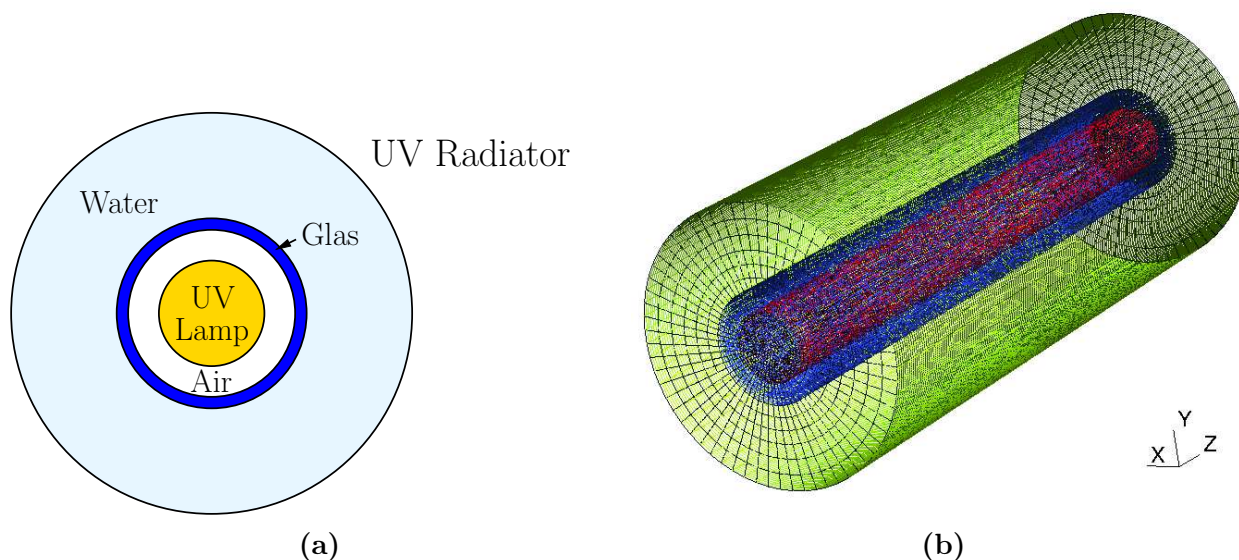 UV Radiator
Water
Glas
UV
Lamp
Air
(a)
Y
X
Z
(b)